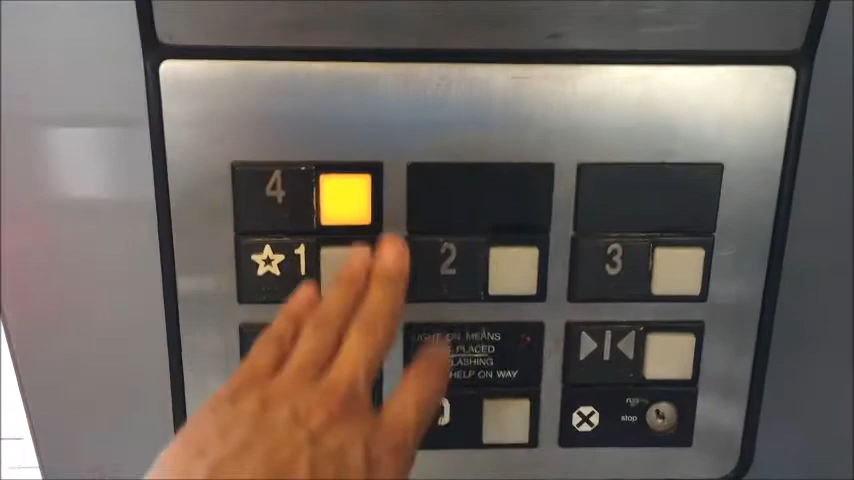 4
1 2 3
LIGHT ON MEANS
PLACED
FLASHING
HELP ON WAY
RUN
stop